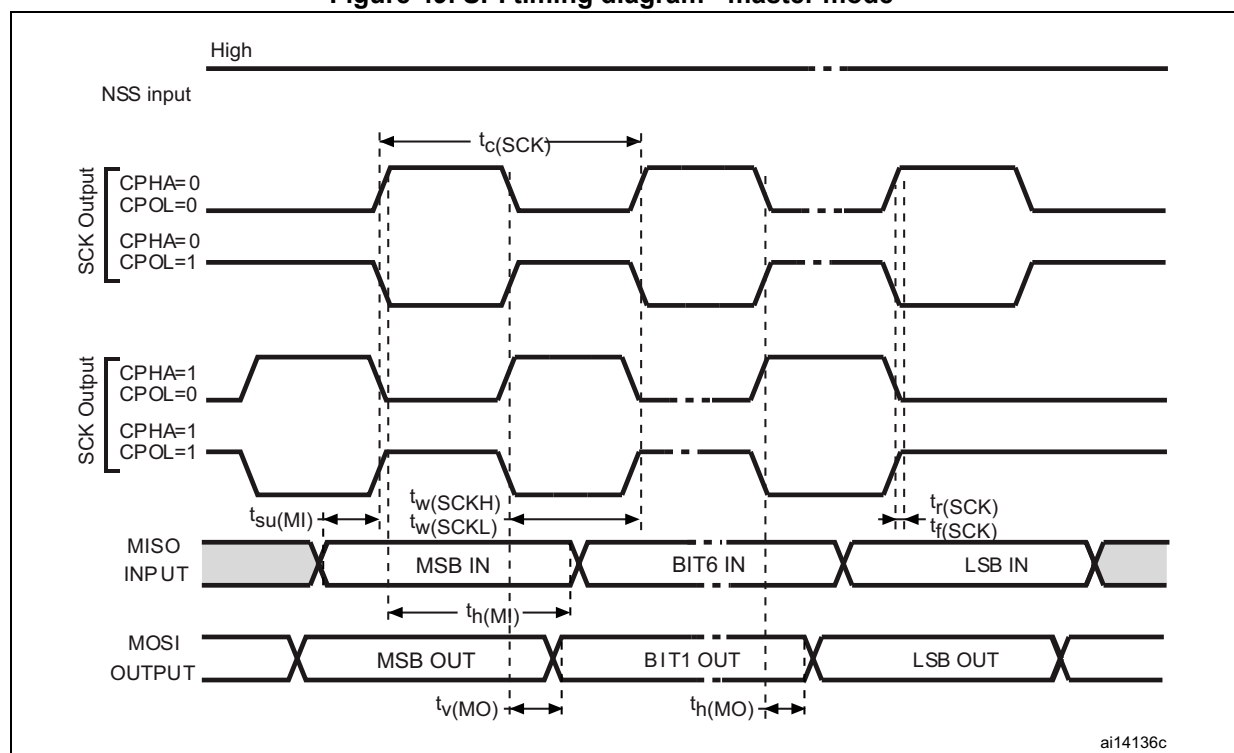 High
NSS input
tc(SCK)
SCK Output
CPHA=0
CPOL=0
CPHA=0
CPOL=1
SCK Output
CPHA=1
CPOL=0
CPHA=1
CPOL=1
tw(SCKH)
tw(SCKL)
tsu(MI)
tr(SCK)
tf(SCK)
MISO
INPUT
MSB IN
BIT6 IN
LSB IN
th(MI)
MOSI
OUTPUT
MSB OUT
BIT1 OUT
LSB OUT
tv(MO)
th(MO)
ai14136c